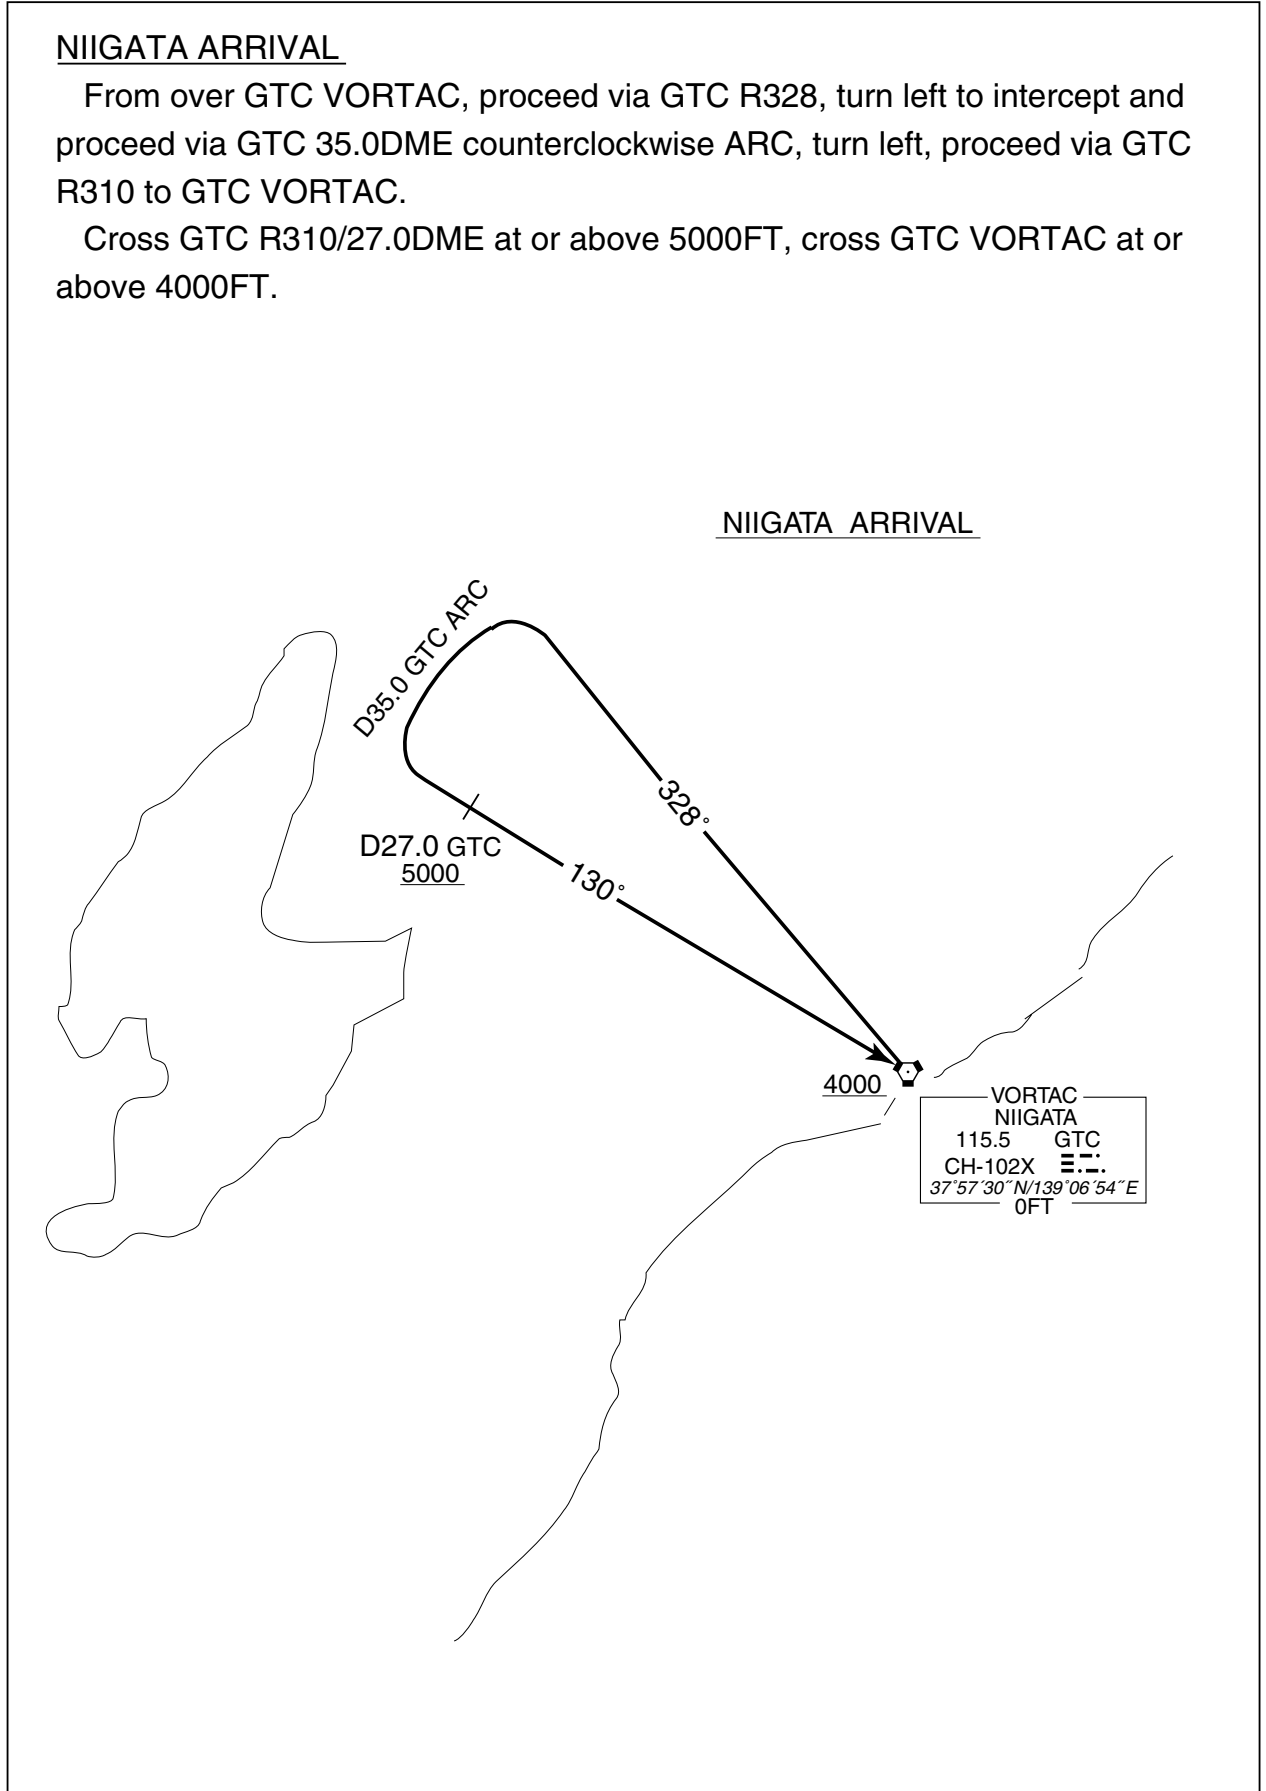 NIIGATA ARRIVAL
From over GTC VORTAC, proceed via GTC R328, turn left to intercept and
proceed via GTC 35.0DME counterclockwise ARC, turn left, proceed via GTC
R310 to GTC VORTAC.
Cross GTC R310/27.0DME at or above 5000FT, cross GTC VORTAC at or
above 4000FT.
NIIGATA ARRIVAL
D35.0 GTC ARC
328°
D27.0 GTC
5000
130°
4000
VORTAC
NIIGATA
115.5 GTC
CH-102X
37°57′30″N/139°06′54″E
0FT